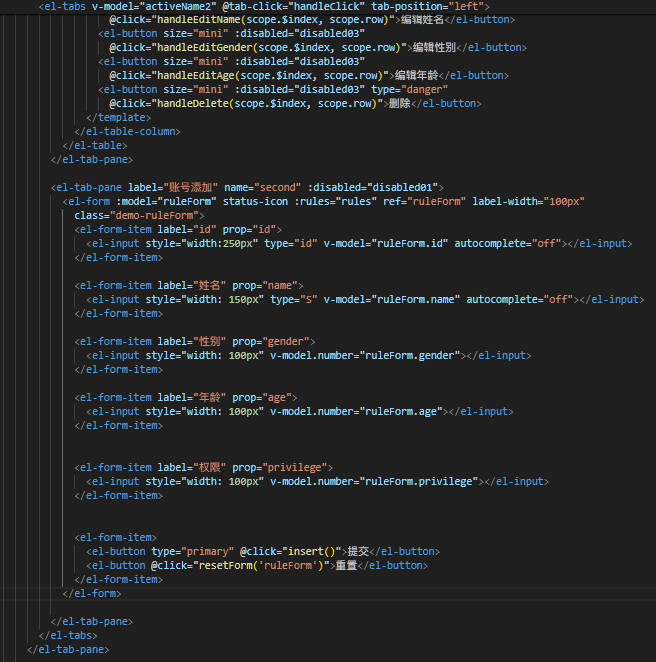 <el-tabs v-model="activeName2" @tab-click="handleClick" tab-position="left">
@click="handleEditName(scope.$index, scope.row)">编辑姓名</el-button>
<el-button size="mini" :disabled="disabled03"
@click="handleEditGender(scope.$index, scope.row)">编辑性别</el-button>
<el-button size="mini" :disabled="disabled03"
@click="handleEditAge(scope.$index, scope.row)">编辑年龄</el-button>
<el-button size="mini" :disabled="disabled03" type="danger"
@click="handleDelete(scope.$index, scope.row)">删除</el-button>
</template>
</el-table-column>
</el-table>
</el-tab-pane>
<el-tab-pane label="账号添加" name="second" :disabled="disabled01">
<el-form :model="ruleForm" status-icon :rules="rules" ref="ruleForm" label-width="100px"
class="demo-ruleForm">
<el-form-item label="id" prop="id">
<el-input style="width:250px" type="id" v-model="ruleForm.id" autocomplete="off"></el-input>
</el-form-item>
<el-form-item label="姓名" prop="name">
<el-input style="width: 150px" type="S" v-model="ruleForm.name" autocomplete="off"></el-input>
</el-form-item>
<el-form-item label="性别" prop="gender">
<el-input style="width: 100px" v-model.number="ruleForm.gender"></el-input>
</el-form-item>
<el-form-item label="年龄" prop="age">
<el-input style="width: 100px" v-model.number="ruleForm.age"></el-input>
</el-form-item>
<el-form-item label="权限" prop="privilege">
<el-input style="width: 100px" v-model.number="ruleForm.privilege"></el-input>
</el-form-item>
<el-form-item>
<el-button type="primary" @click="insert()">提交</el-button>
<el-button @click="resetForm('ruleForm')">重置</el-button>
</el-form-item>
</el-form>
</el-tab-pane>
</el-tabs>
</el-tab-pane>